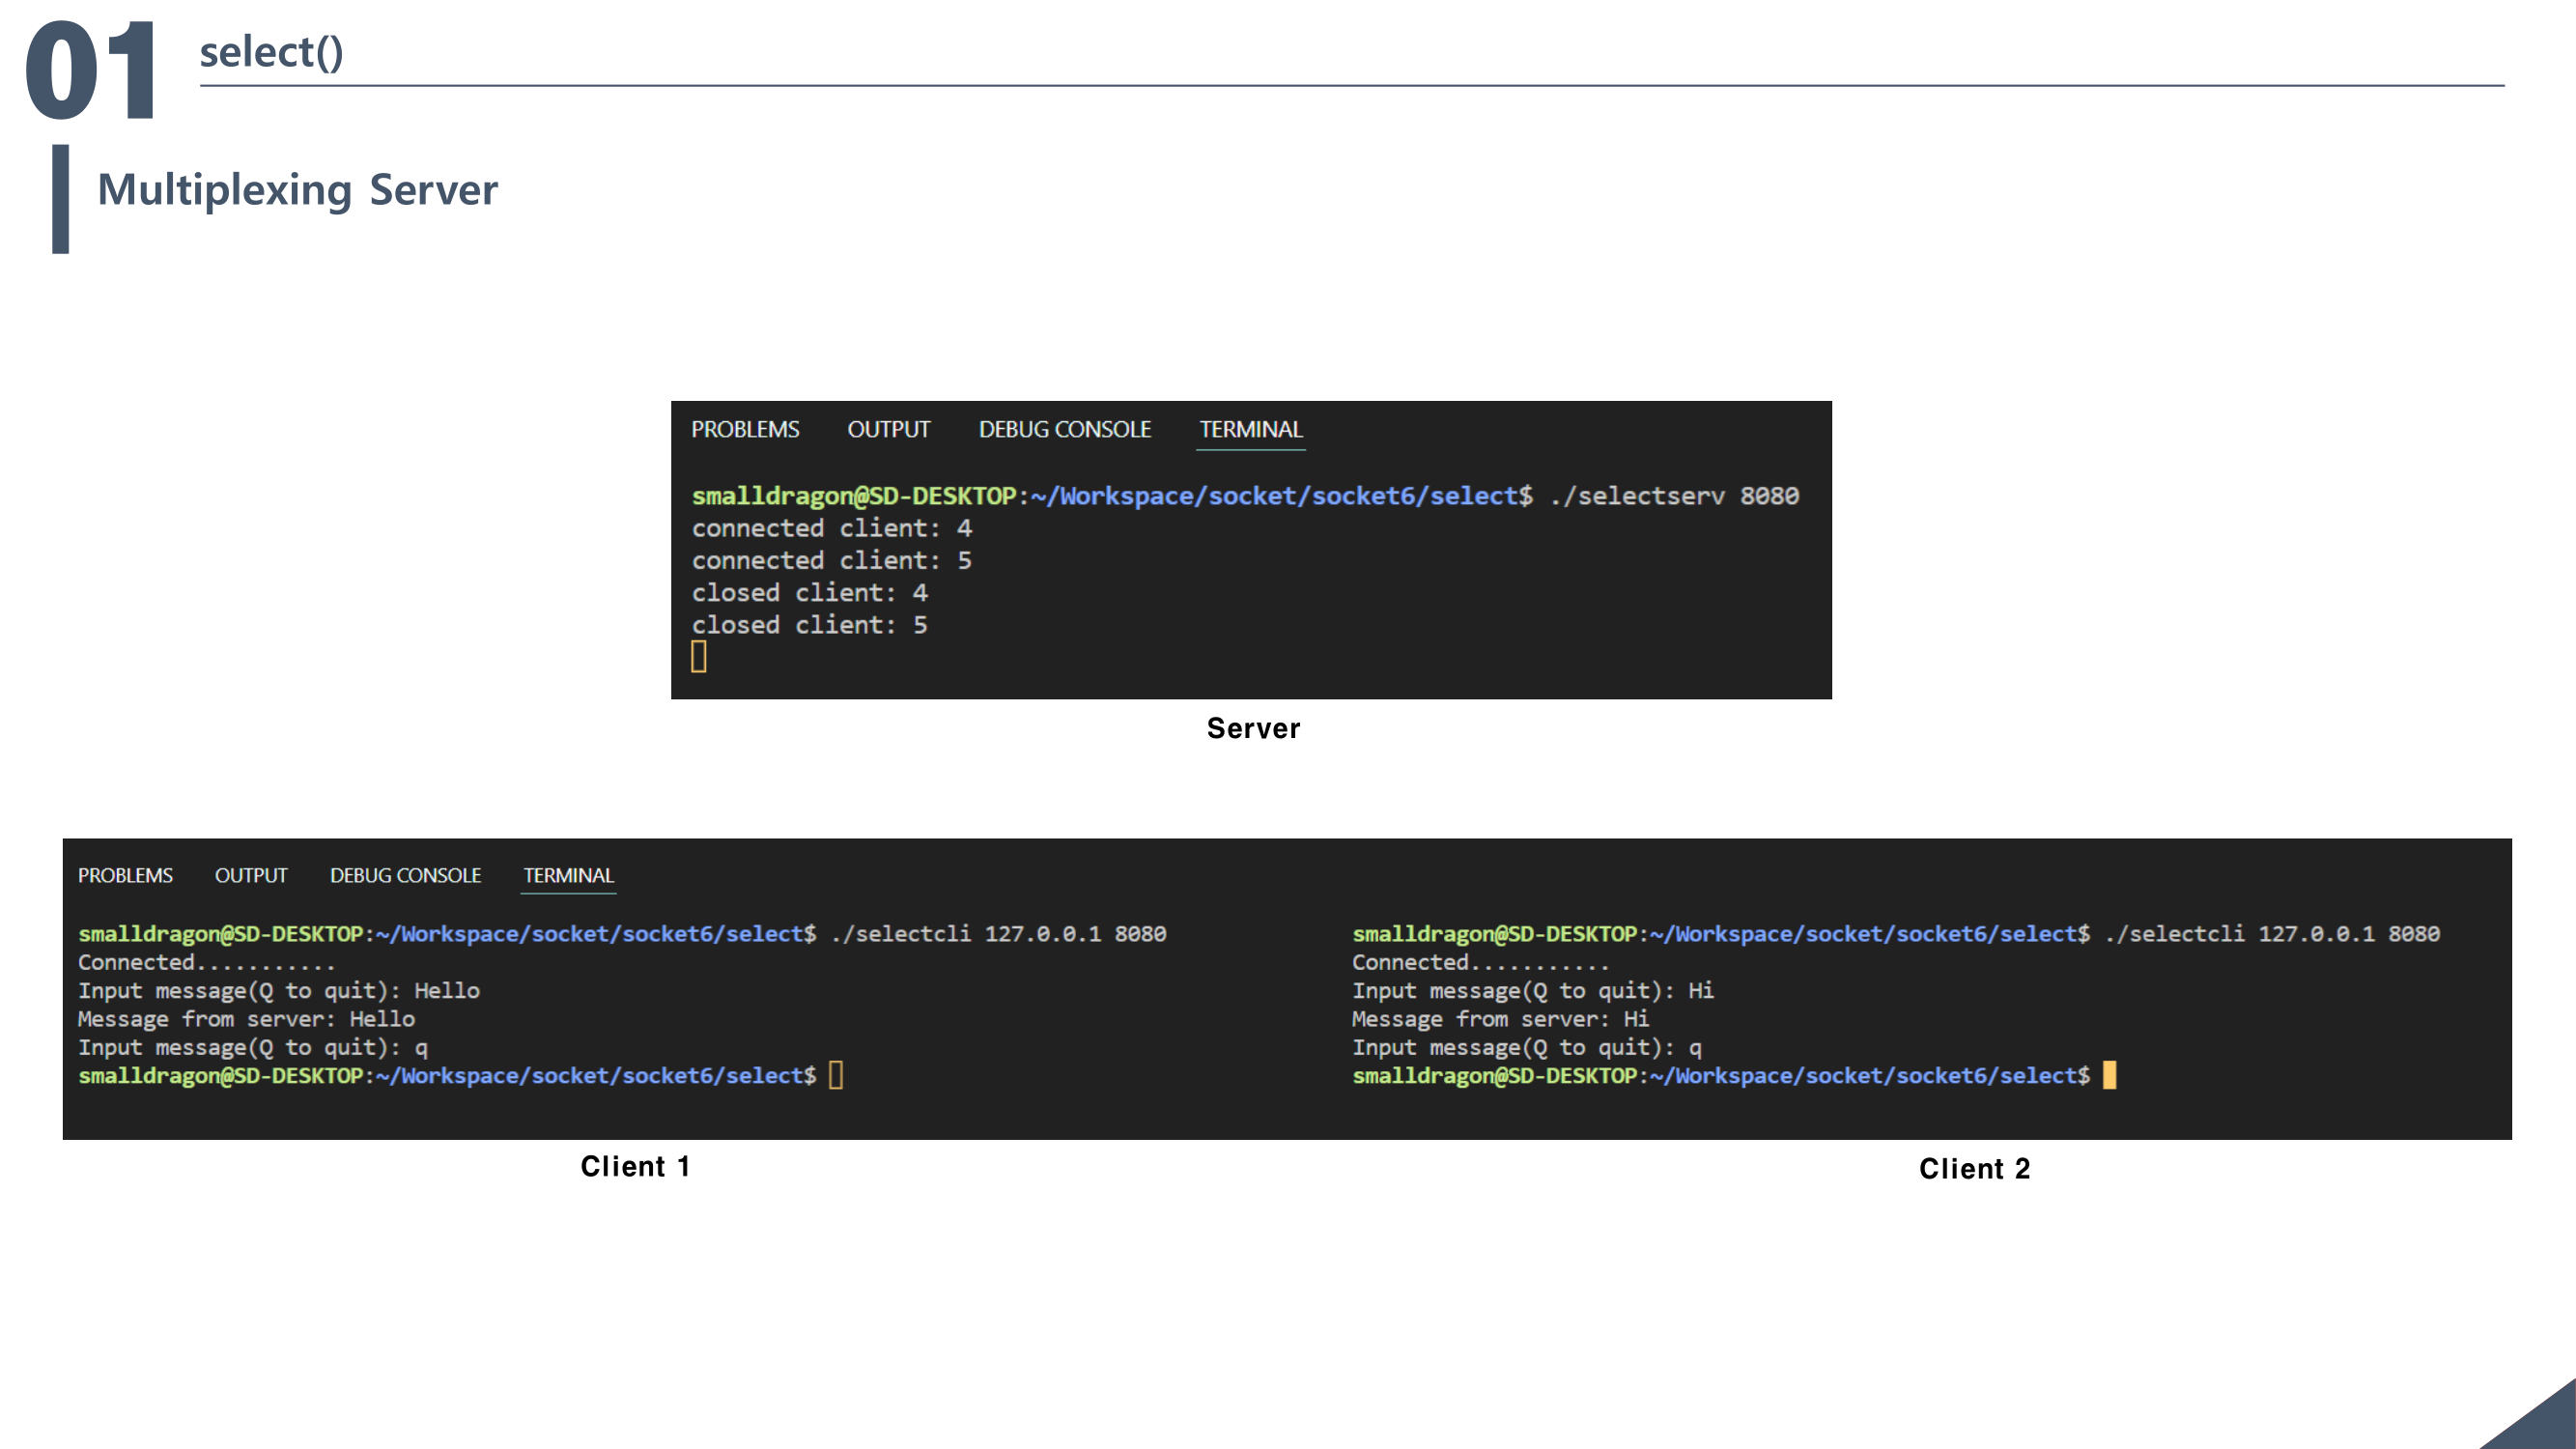 01
select()
Multiplexing Server
PROBLEMS OUTPUT DEBUG CONSOLE TERMINAL
smalldragon@SD-DESKTOP:~/Workspace/socket/socket6/select$ ./selectserv 8080
connected client: 4
connected client: 5
closed client: 4
closed client: 5
Server
PROBLEMS OUTPUT DEBUG CONSOLE TERMINAL
smalldragon@SD-DESKTOP:~/Workspace/socket/socket6/select$ ./selectcli 127.0.0.1 8080
Connected...........
Input message(Q to quit): Hello
Message from server: Hello
Input message(Q to quit): q
smalldragon@SD-DESKTOP:~/Workspace/socket/socket6/select$
Client 1
smalldragon@SD-DESKTOP:~/Workspace/socket/socket6/select$ ./selectcli 127.0.0.1 8080
Connected...........
Input message(Q to quit): Hi
Message from server: Hi
Input message(Q to quit): q
smalldragon@SD-DESKTOP:~/Workspace/socket/socket6/select$
Client 2